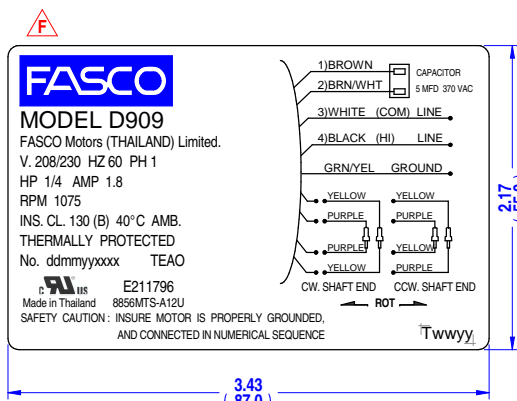 F
FASCO
MODEL D909
FASCO Motors (THAILAND) Limited.
V. 208/230 HZ 60 PH 1
HP 1/4 AMP 1.8
RPM 1075
INS. CL. 130 (B) 40°C AMB.
THERMALLY PROTECTED
No. ddmmyyxxxx TEAO
c RU US E211796
Made in Thailand 8856MTS-A12U
SAFETY CAUTION: INSURE MOTOR IS PROPERLY GROUNDED,
AND CONNECTED IN NUMERICAL SEQUENCE
1)BROWN
2)BRN/WHT
CAPACITOR
5 MFD 370 VAC
3)WHITE (COM) LINE
4)BLACK (HI) LINE
GRN/YEL GROUND
YELLOW YELLOW
PURPLE PURPLE
PURPLE YELLOW
YELLOW PURPLE
CW. SHAFT END CCW. SHAFT END
ROT
Twwyy
2.17
3.43
( 87.0 )